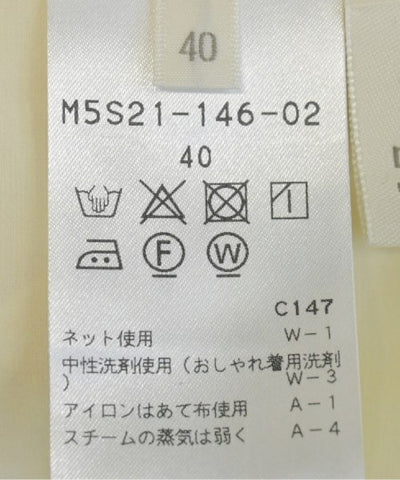 40
M5S21-146-02
40
F W
C147
ネット使用 W-1
中性洗剤使用(おしゃれ着用洗剤
) W-3
アイロンはあて布使用 A-1
スチームの蒸気は弱く A-4